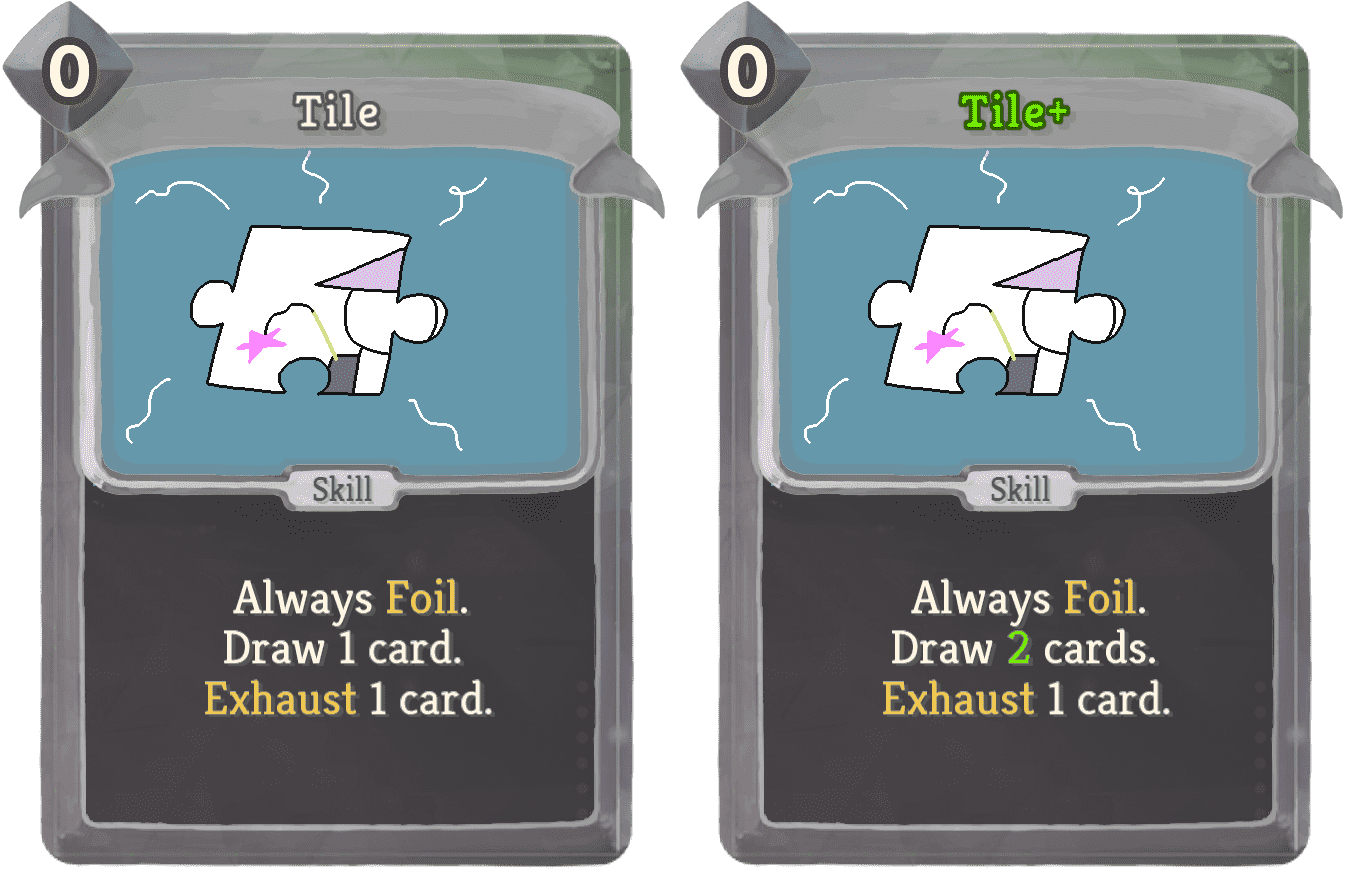 0
Tile
Skill
Always Foil.
Draw 1 card.
Exhaust 1 card.
0
Tile+
Skill
Always Foil.
Draw 2 cards.
Exhaust 1 card.